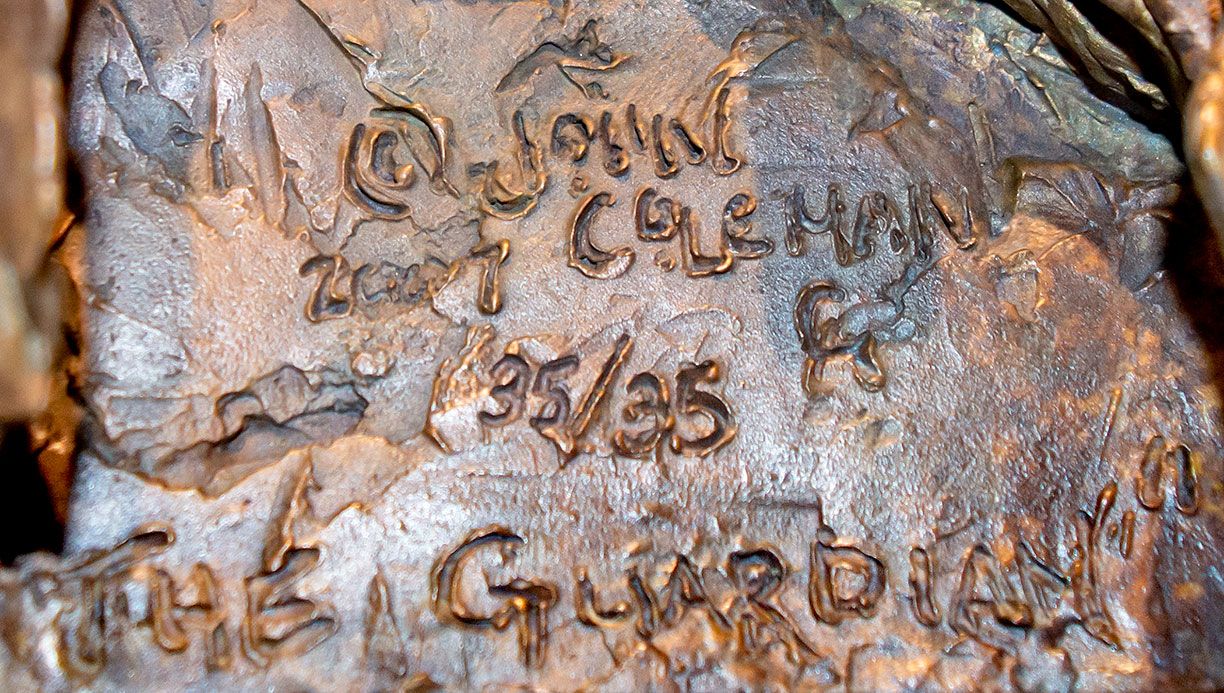 © JOHN
2007 COLEMAN
35/35
"THE GUARDIAN"